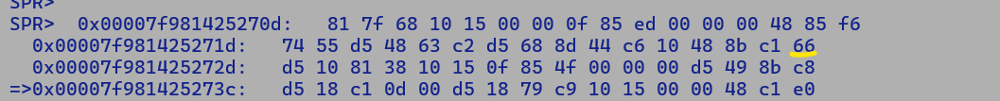 SPR>
SPR>  0x00007f981425270d:   81 7f 68 10 15 00 00 0f 85 ed 00 00 00 48 85 f6
  0x00007f981425271d:   74 55 d5 48 63 c2 d5 68 8d 44 c6 10 48 8b c1 66
  0x00007f981425272d:   d5 10 81 38 10 15 0f 85 4f 00 00 00 d5 49 8b c8
=>0x00007f981425273c:   d5 18 c1 0d 00 d5 18 79 c9 10 15 00 00 48 c1 e0